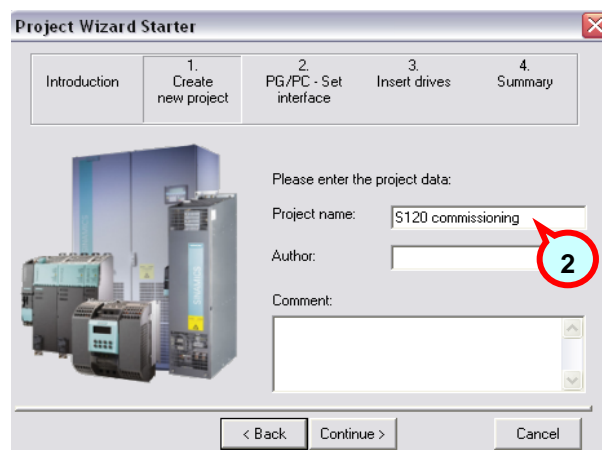 Project Wizard Starter
Introduction
1.
Create
new project
2.
PG/PC - Set
interface
3.
Insert drives
4.
Summary
Please enter the project data:
Project name:
S120 commissioning
2
Author:
Comment:
< Back
Continue >
Cancel